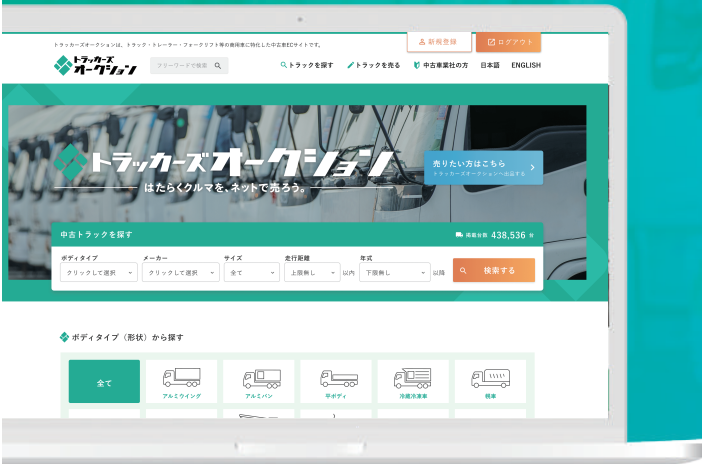 トラッカーズオークションは、トラック・トレーラー・フォークリフト等の商用車に特化した中古車ECサイトです。
新規登録
ログアウト
トラッカーズ
オークション
フリーワードで検索
トラックを探す
トラックを売る
中古車業社の方
日本語
ENGLISH
トラッカーズオークション
はたらくクルマを、ネットで売ろう。
売りたい方はこちら
トラッカーズオークションへ出品する
中古トラックを探す
掲載台数 438,536 台
ボディタイプ
メーカー
サイズ
走行距離
年式
クリックして選択
クリックして選択
全て
上限無し
以内
下限無し
以降
検索する
ボディタイプ（形状）から探す
全て
アルミウイング
アルミバン
平ボディ
冷蔵冷凍車
幌車